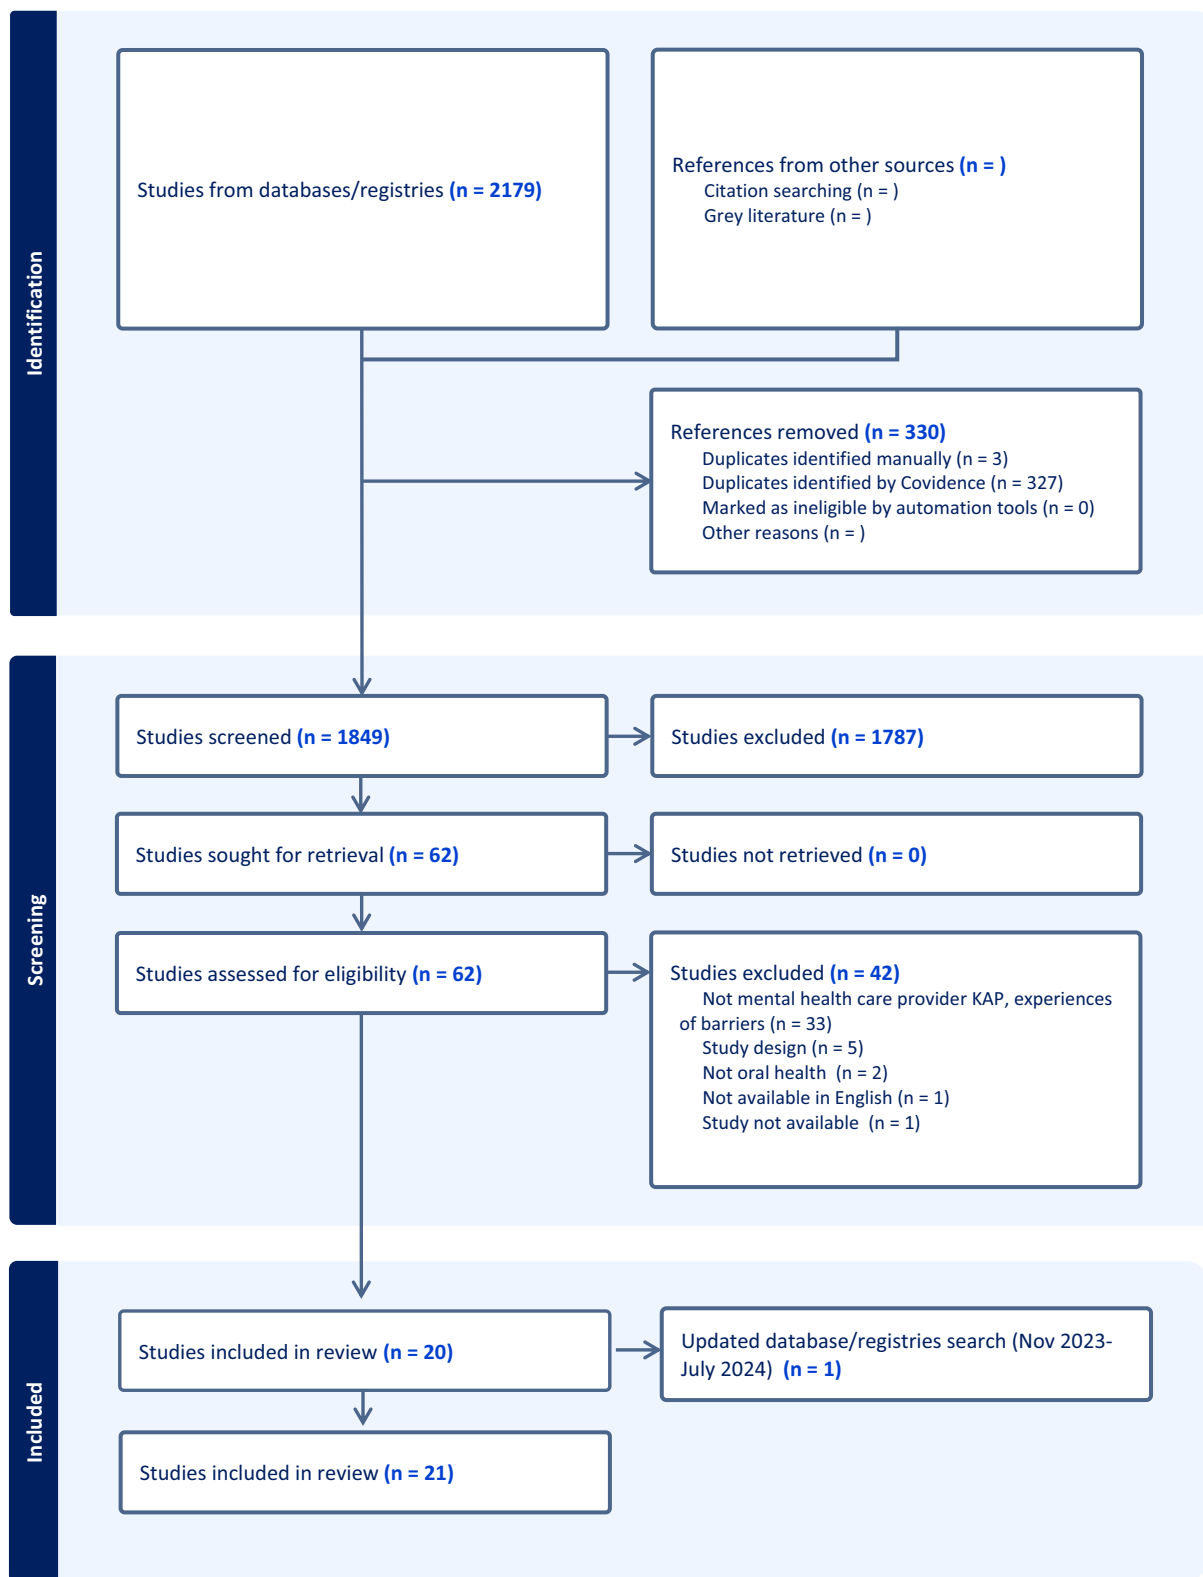 Identification
Studies from databases/registries (n = 2179)
References from other sources (n = )
Citation searching (n = )
Grey literature (n = )
References removed (n = 330)
Duplicates identified manually (n = 3)
Duplicates identified by Covidence (n = 327)
Marked as ineligible by automation tools (n = 0)
Other reasons (n = )
Screening
Studies screened (n = 1849)
Studies excluded (n = 1787)
Studies sought for retrieval (n = 62)
Studies not retrieved (n = 0)
Studies assessed for eligibility (n = 62)
Studies excluded (n = 42)
Not mental health care provider KAP, experiences
of barriers (n = 33)
Study design (n = 5)
Not oral health (n = 2)
Not available in English (n = 1)
Study not available (n = 1)
Included
Studies included in review (n = 20)
Updated database/registries search (Nov 2023-
July 2024) (n = 1)
Studies included in review (n = 21)